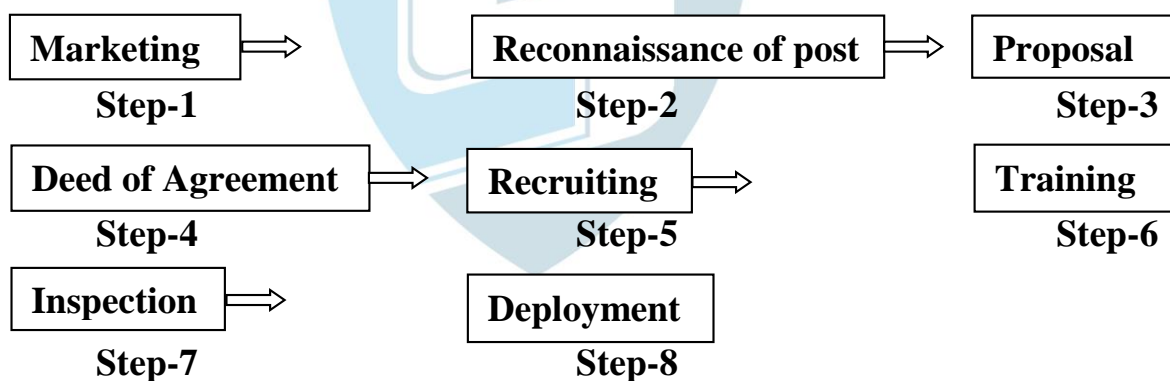 Marketing Reconnaissance of post Proposal
Step-1 Step-2 Step-3
Deed of Agreement Recruiting Training
Step-4 Step-5 Step-6
Inspection Deployment
Step-7 Step-8